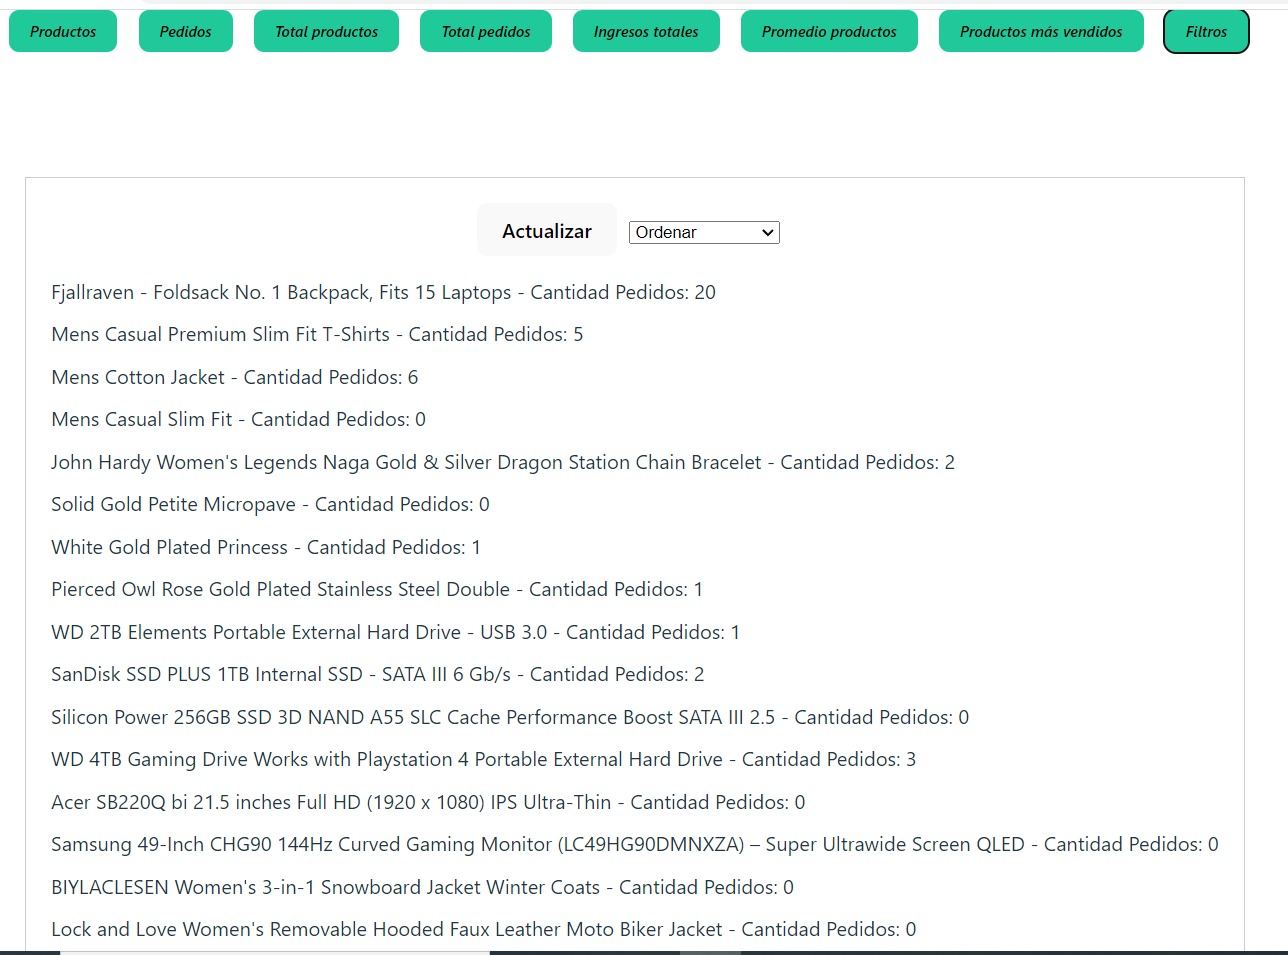 Productos Pedidos Total productos Total pedidos Ingresos totales Promedio productos Productos más vendidos Filtros
Actualizar Ordenar
Fjallraven - Foldsack No. 1 Backpack, Fits 15 Laptops - Cantidad Pedidos: 20
Mens Casual Premium Slim Fit T-Shirts - Cantidad Pedidos: 5
Mens Cotton Jacket - Cantidad Pedidos: 6
Mens Casual Slim Fit - Cantidad Pedidos: 0
John Hardy Women's Legends Naga Gold & Silver Dragon Station Chain Bracelet - Cantidad Pedidos: 2
Solid Gold Petite Micropave - Cantidad Pedidos: 0
White Gold Plated Princess - Cantidad Pedidos: 1
Pierced Owl Rose Gold Plated Stainless Steel Double - Cantidad Pedidos: 1
WD 2TB Elements Portable External Hard Drive - USB 3.0 - Cantidad Pedidos: 1
SanDisk SSD PLUS 1TB Internal SSD - SATA III 6 Gb/s - Cantidad Pedidos: 2
Silicon Power 256GB SSD 3D NAND A55 SLC Cache Performance Boost SATA III 2.5 - Cantidad Pedidos: 0
WD 4TB Gaming Drive Works with Playstation 4 Portable External Hard Drive - Cantidad Pedidos: 3
Acer SB220Q bi 21.5 inches Full HD (1920 x 1080) IPS Ultra-Thin - Cantidad Pedidos: 0
Samsung 49-Inch CHG90 144Hz Curved Gaming Monitor (LC49HG90DMNXZA) – Super Ultrawide Screen QLED - Cantidad Pedidos: 0
BIYLACLESEN Women's 3-in-1 Snowboard Jacket Winter Coats - Cantidad Pedidos: 0
Lock and Love Women's Removable Hooded Faux Leather Moto Biker Jacket - Cantidad Pedidos: 0